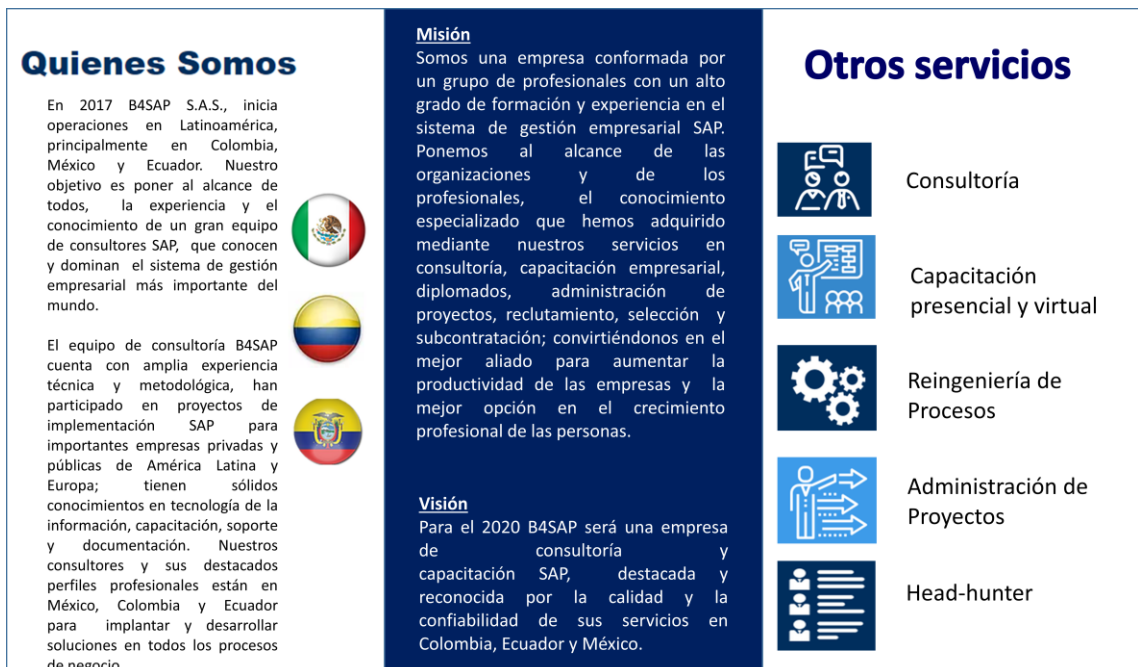 Quienes Somos
En 2017 B4SAP S.A.S., inicia
operaciones en Latinoamérica,
principalmente en Colombia,
México y Ecuador. Nuestro
objetivo es poner al alcance de
todos, la experiencia y el
conocimiento de un gran equipo
de consultores SAP, que conocen
y dominan el sistema de gestión
empresarial más importante del
mundo.
El equipo de consultoría B4SAP
cuenta con amplia experiencia
técnica y metodológica, han
participado en proyectos de
implementación SAP para
importantes empresas privadas y
públicas de América Latina y
Europa; tienen sólidos
conocimientos en tecnología de la
información, capacitación, soporte
y documentación. Nuestros
consultores y sus destacados
perfiles profesionales están en
México, Colombia y Ecuador
para implantar y desarrollar
soluciones en todos los procesos
de negocio.
Misión
Somos una empresa conformada por
un grupo de profesionales con un alto
grado de formación y experiencia en el
sistema de gestión empresarial SAP.
Ponemos al alcance de las
organizaciones y de los
profesionales, el conocimiento
especializado que hemos adquirido
mediante nuestros servicios en
consultoría, capacitación empresarial,
diplomados, administración de
proyectos, reclutamiento, selección y
subcontratación; convirtiéndonos en el
mejor aliado para aumentar la
productividad de las empresas y la
mejor opción en el crecimiento
profesional de las personas.
Visión
Para el 2020 B4SAP será una empresa
de consultoría y
capacitación SAP, destacada y
reconocida por la calidad y la
confiabilidad de sus servicios en
Colombia, Ecuador y México.
Otros servicios
Consultoría
Capacitación
presencial y virtual
Reingeniería de
Procesos
Administración de
Proyectos
Head-hunter